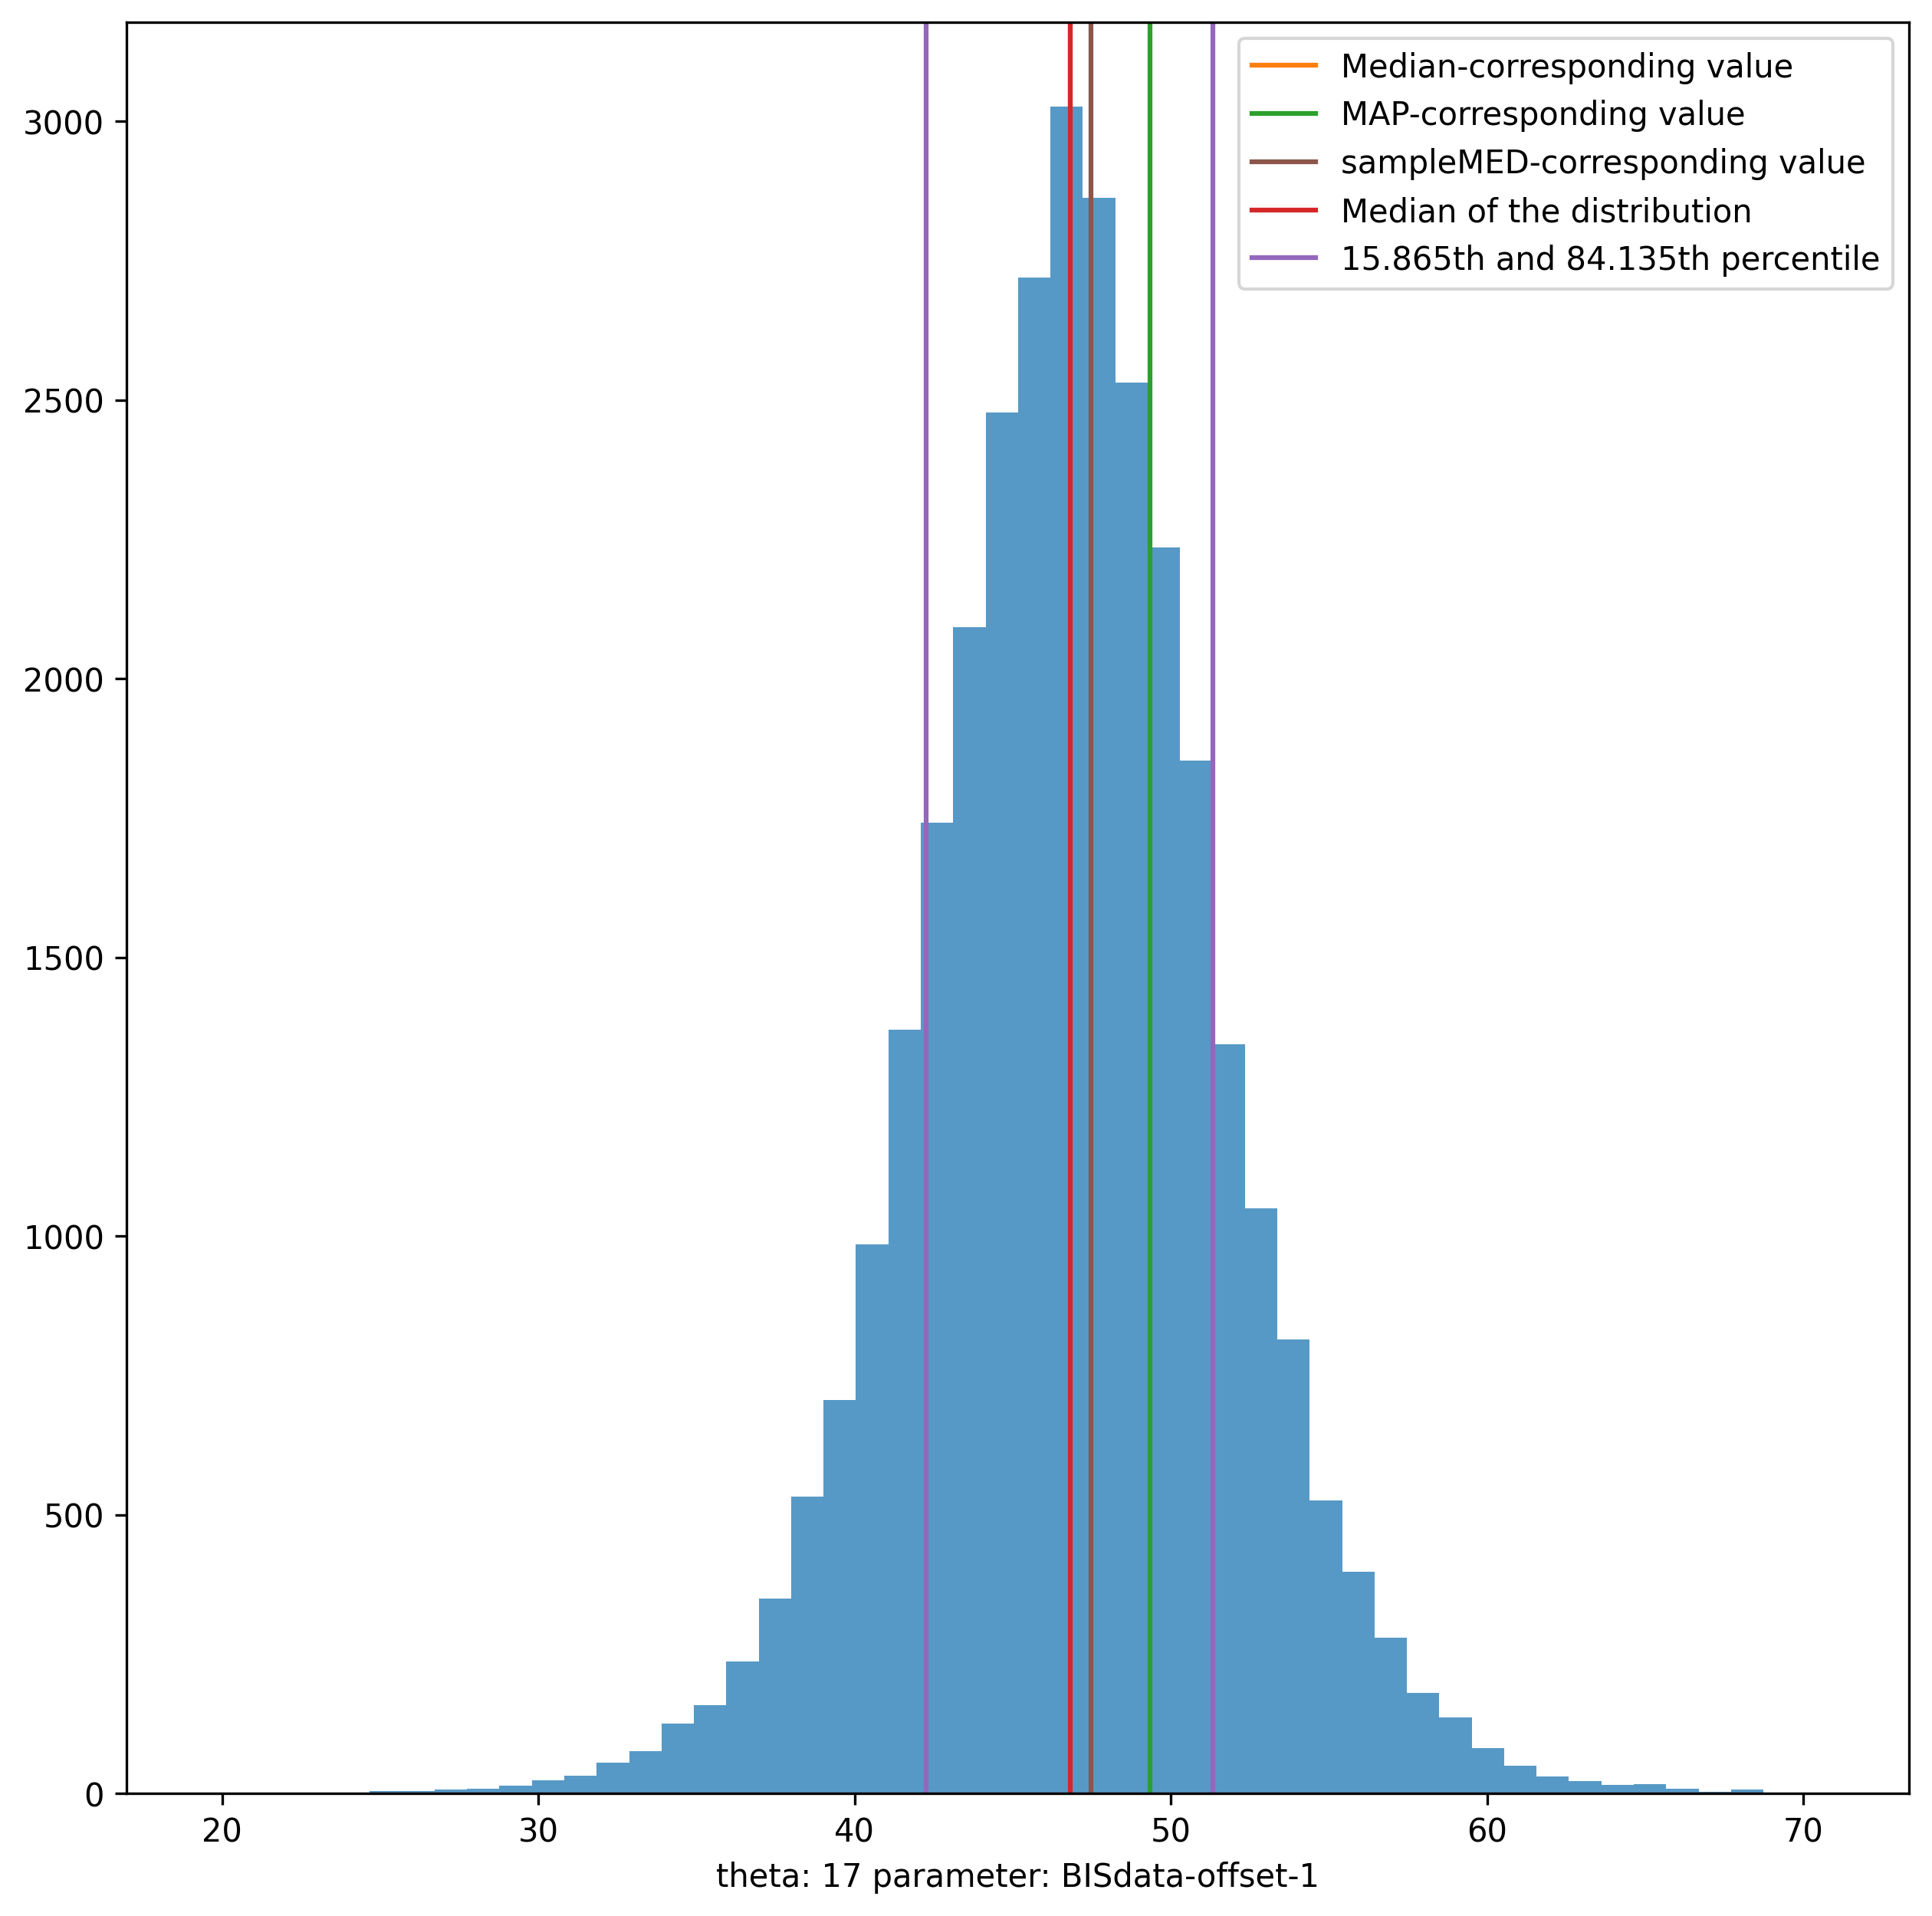 Median-corresponding value
MAP-corresponding value
sampleMED-corresponding value
Median of the distribution
15.865th and 84.135th percentile
3000
2500
2000
1500
1000
500
0
20 30 40 50 60 70
theta: 17 parameter: BISdata-offset-1